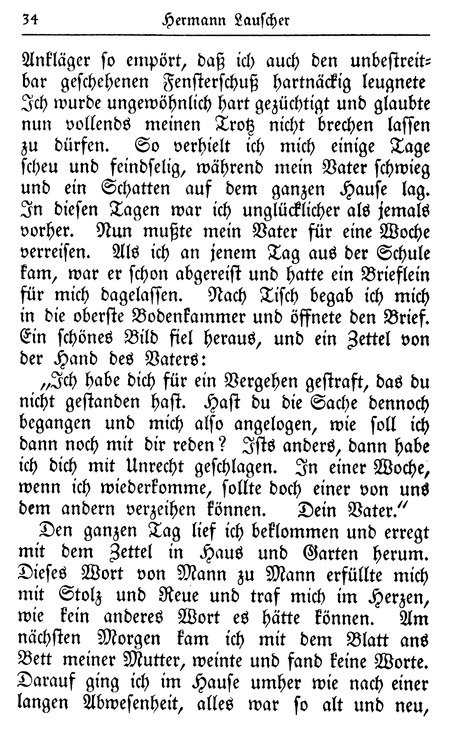 34 Hermann Lauscher
Ankläger so empört, daß ich auch den unbestreit-
bar geschehenen Fensterschuß hartnäckig leugnete
Ich wurde ungewöhnlich hart gezüchtigt und glaubte
nun vollends meinen Trotz nicht brechen lassen
zu dürfen. So verhielt ich mich einige Tage
scheu und feindselig, während mein Vater schwieg
und ein Schatten auf dem ganzen Hause lag.
In diesen Tagen war ich unglücklicher als jemals
vorher. Nun mußte mein Vater für eine Woche
verreisen. Als ich an jenem Tag aus der Schule
kam, war er schon abgereist und hatte ein Brieflein
für mich dagelassen. Nach Tisch begab ich mich
in die oberste Bodenkammer und öffnete den Brief.
Ein schönes Bild fiel heraus, und ein Zettel von
der Hand des Vaters:
„Ich habe dich für ein Vergehen gestraft, das du
nicht gestanden hast. Hast du die Sache dennoch
begangen und mich also angelogen, wie soll ich
dann noch mit dir reden? Ists anders, dann habe
ich dich mit Unrecht geschlagen. In einer Woche,
wenn ich wiederkomme, sollte doch einer von uns
dem andern verzeihen können. Dein Vater.“
Den ganzen Tag lief ich beklommen und erregt
mit dem Zettel in Haus und Garten herum.
Dieses Wort von Mann zu Mann erfüllte mich
mit Stolz und Reue und traf mich im Herzen,
wie kein anderes Wort es hätte können. Am
nächsten Morgen kam ich mit dem Blatt ans
Bett meiner Mutter, weinte und fand keine Worte.
Darauf ging ich im Hause umher wie nach einer
langen Abwesenheit, alles war so alt und neu,